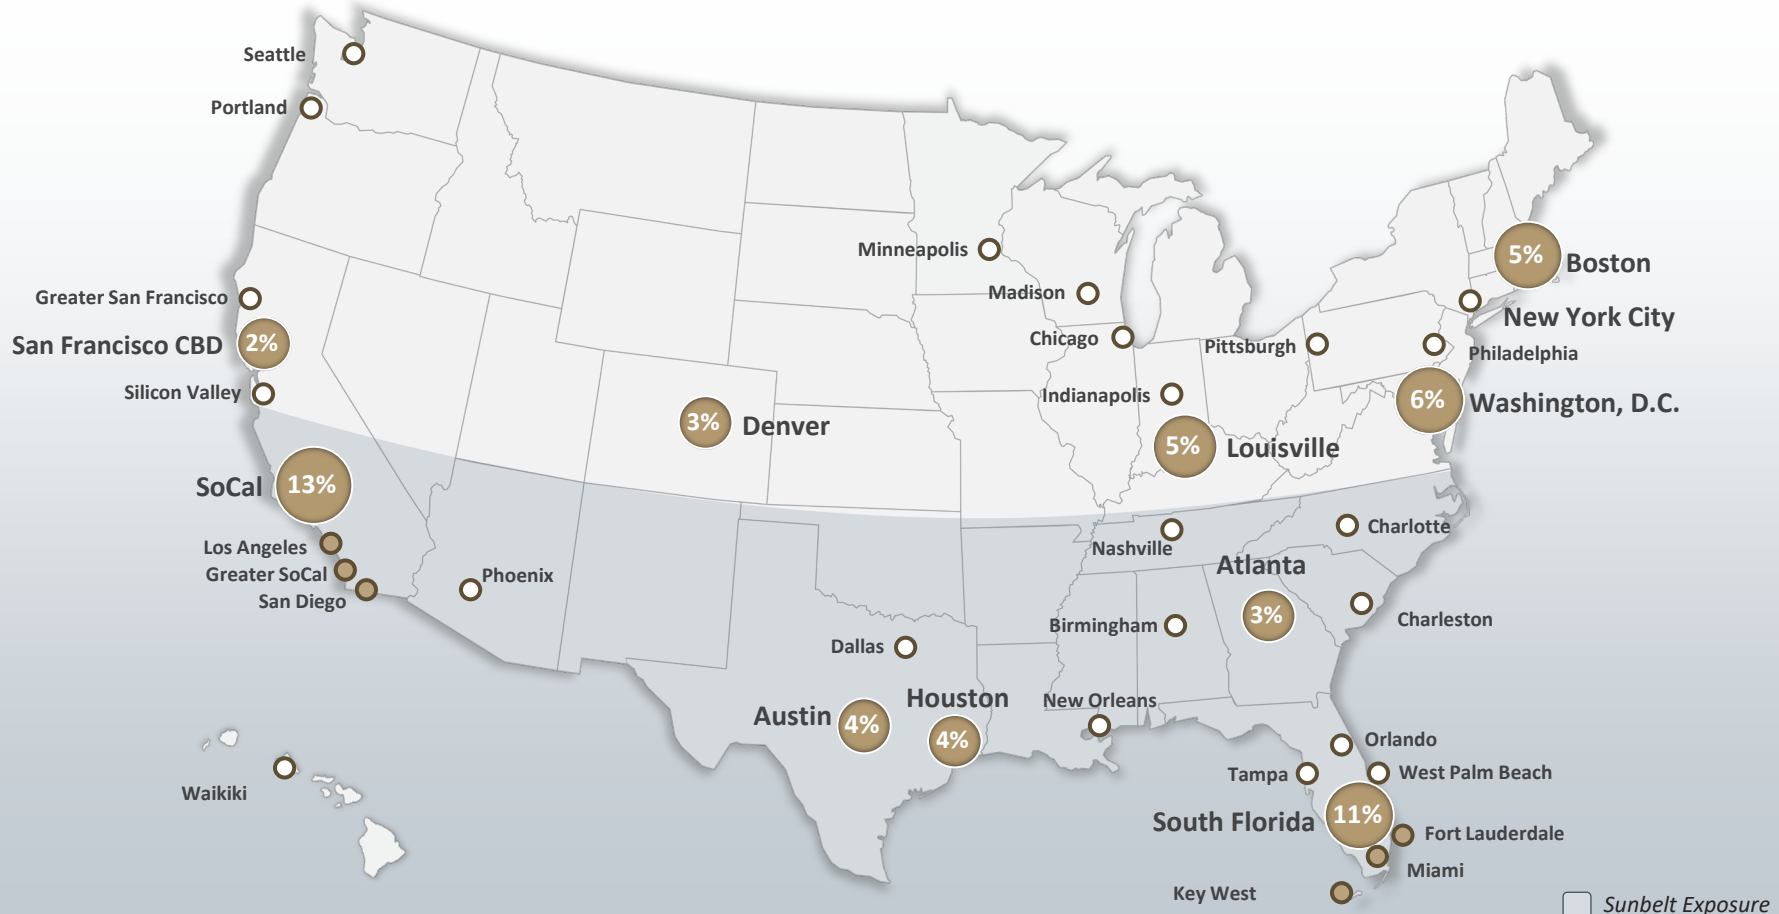 Seattle
Portland
Minneapolis
5% Boston
Greater San Francisco
Madison
New York City
San Francisco CBD 2%
Chicago
Pittsburgh
Philadelphia
Silicon Valley
Indianapolis
6% Washington, D.C.
3% Denver
5% Louisville
SoCal 13%
Los Angeles
Greater SoCal
San Diego
Phoenix
Nashville
Charlotte
Atlanta
3%
Birmingham
Charleston
Dallas
Austin 4%
Houston
4%
New Orleans
Orlando
Tampa
West Palm Beach
Waikiki
South Florida 11%
Fort Lauderdale
Miami
Key West
Sunbelt Exposure